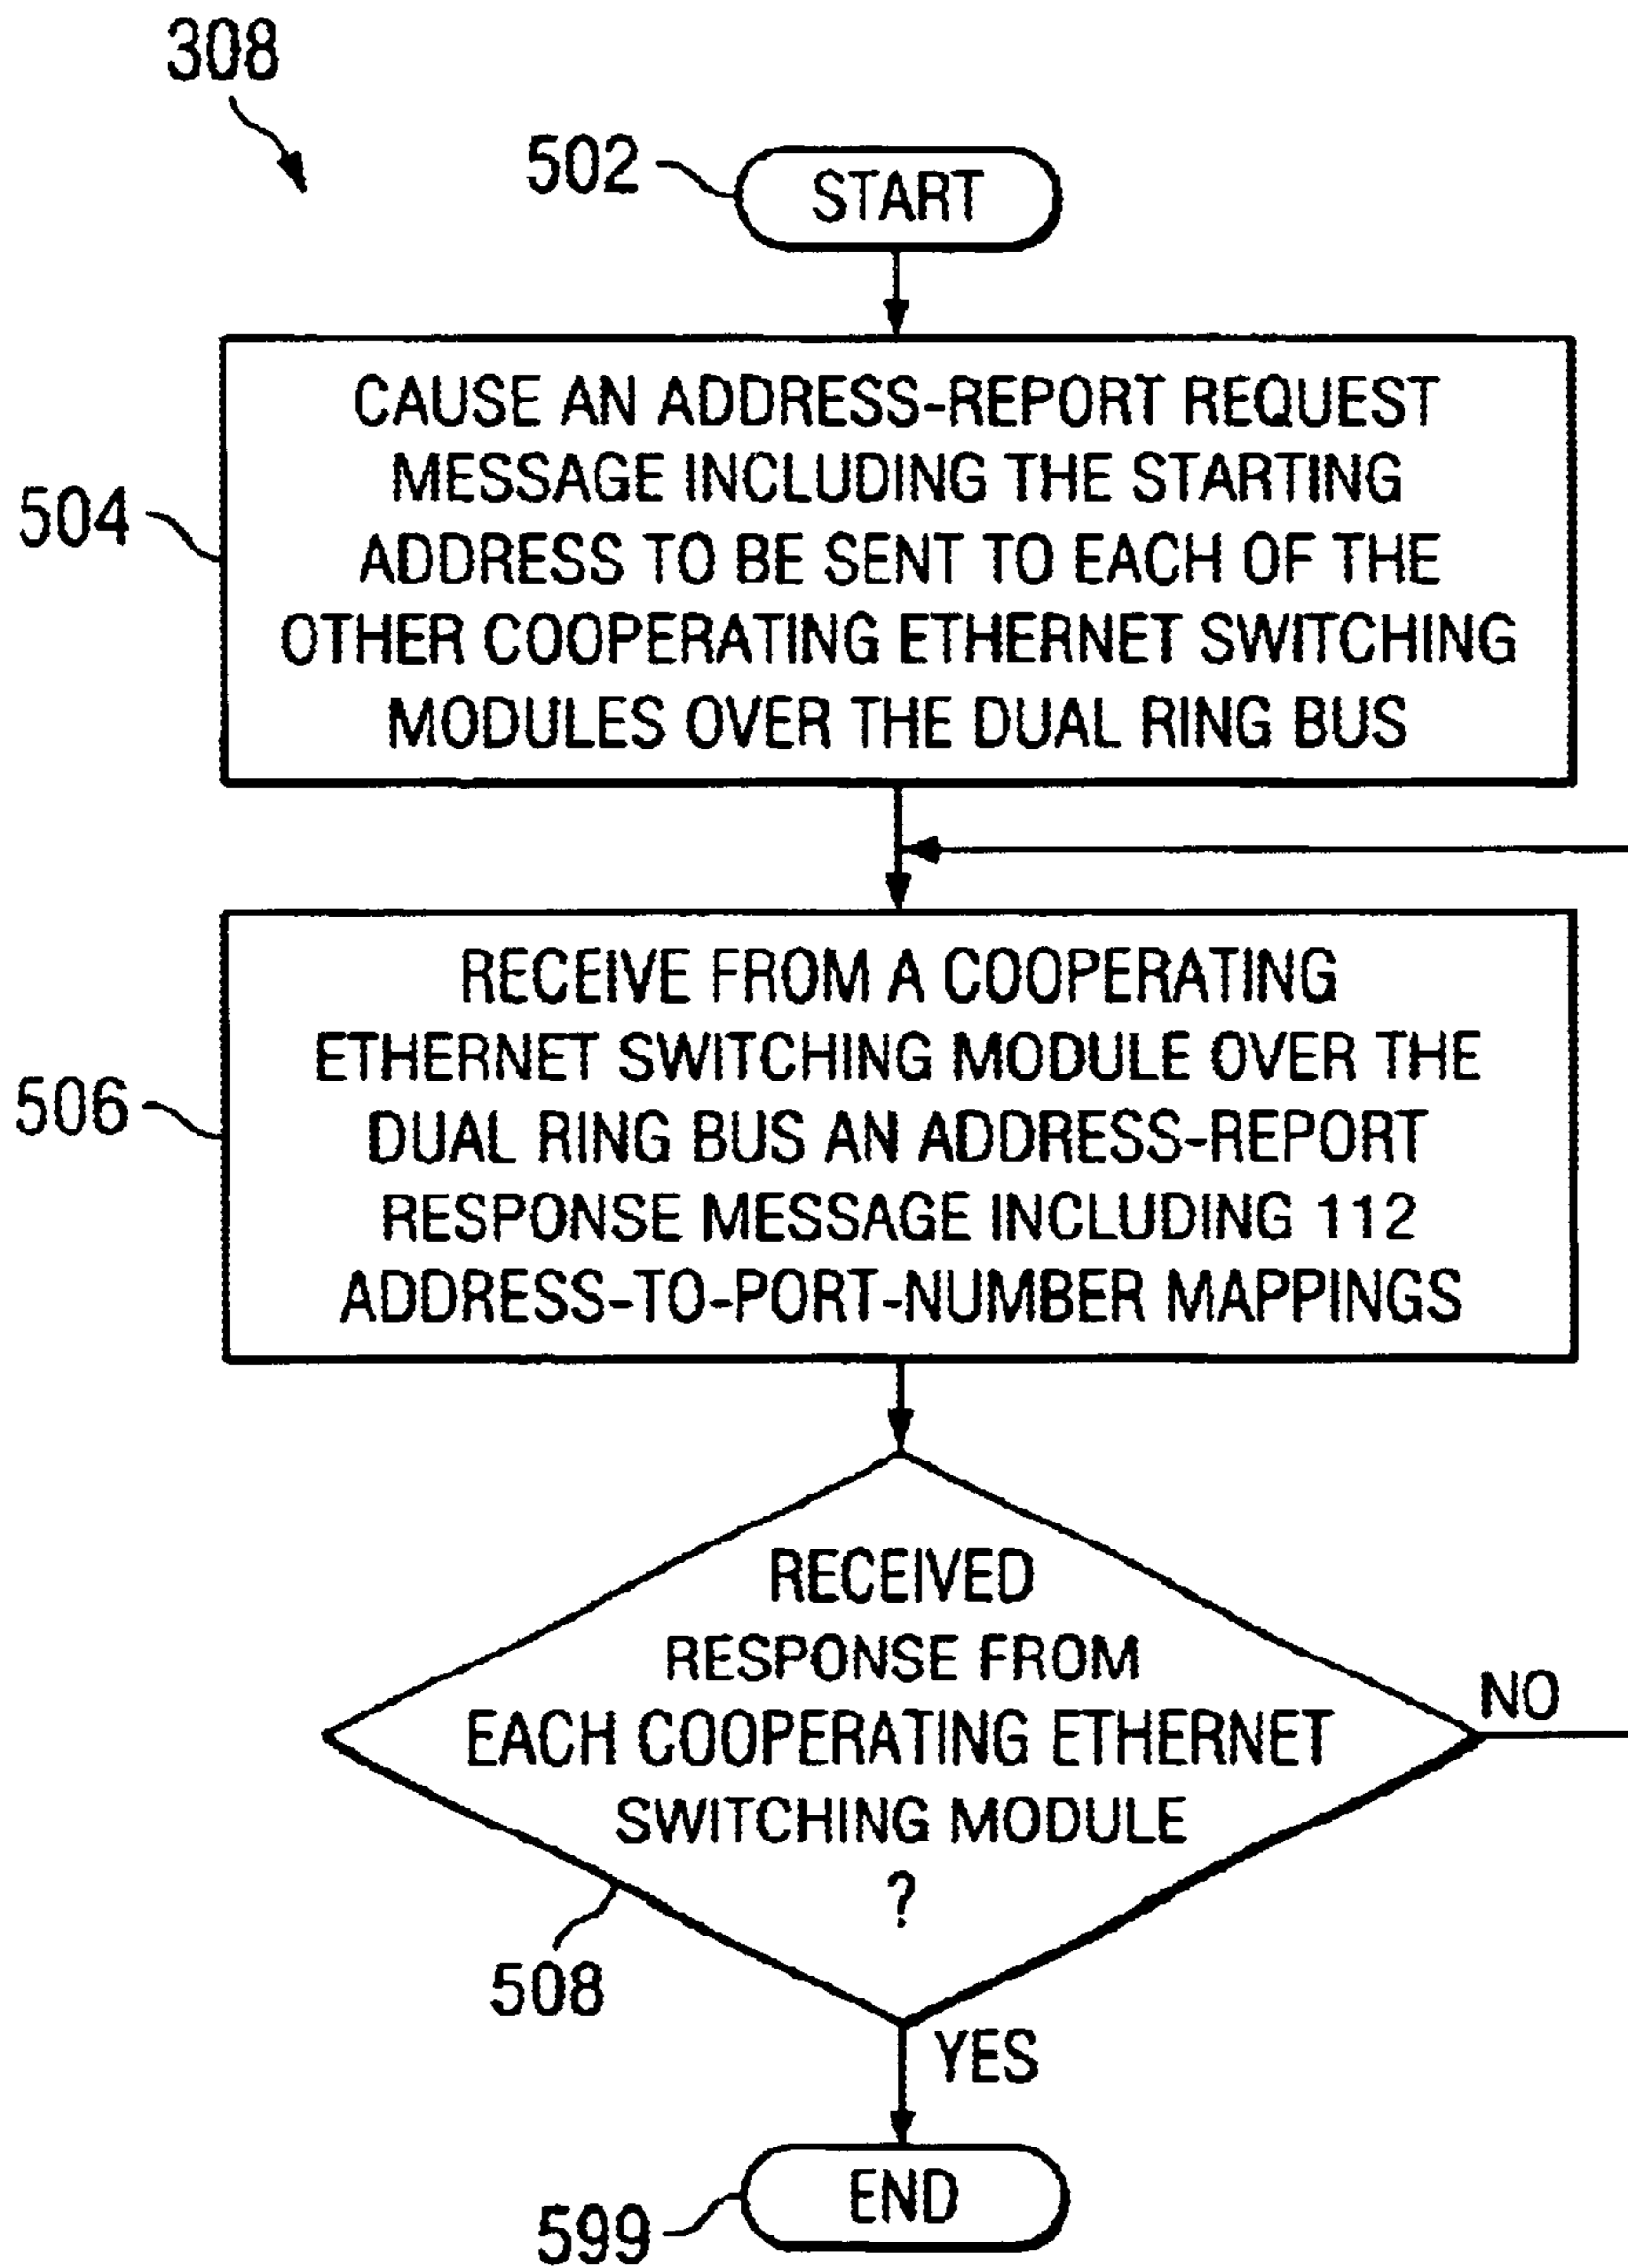 308
502
START
504
CAUSE AN ADDRESS-REPORT REQUEST
MESSAGE INCLUDING THE STARTING
ADDRESS TO BE SENT TO EACH OF THE
OTHER COOPERATING ETHERNET SWITCHING
MODULES OVER THE DUAL RING BUS
506
RECEIVE FROM A COOPERATING
ETHERNET SWITCHING MODULE OVER THE
DUAL RING BUS AN ADDRESS-REPORT
RESPONSE MESSAGE INCLUDING 112
ADDRESS-TO-PORT-NUMBER MAPPINGS
RECEIVED
RESPONSE FROM
EACH COOPERATING ETHERNET
SWITCHING MODULE
?
NO
508
YES
END
599